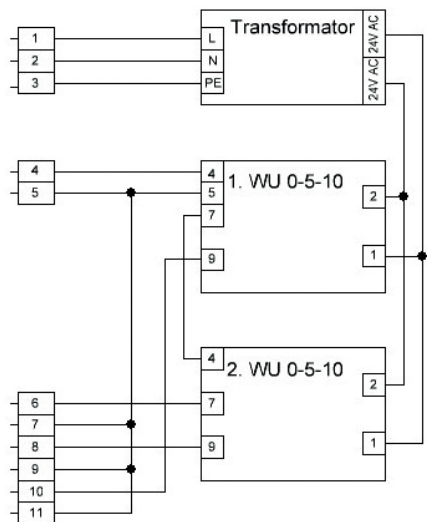 1 L Transformator 24V AC
2 N
3 PE 24V AC
4 4 1. WU 0-5-10
5 5 2
7
9 1
4 2. WU 0-5-10
2
6 7
7
8 9 1
9
10
11